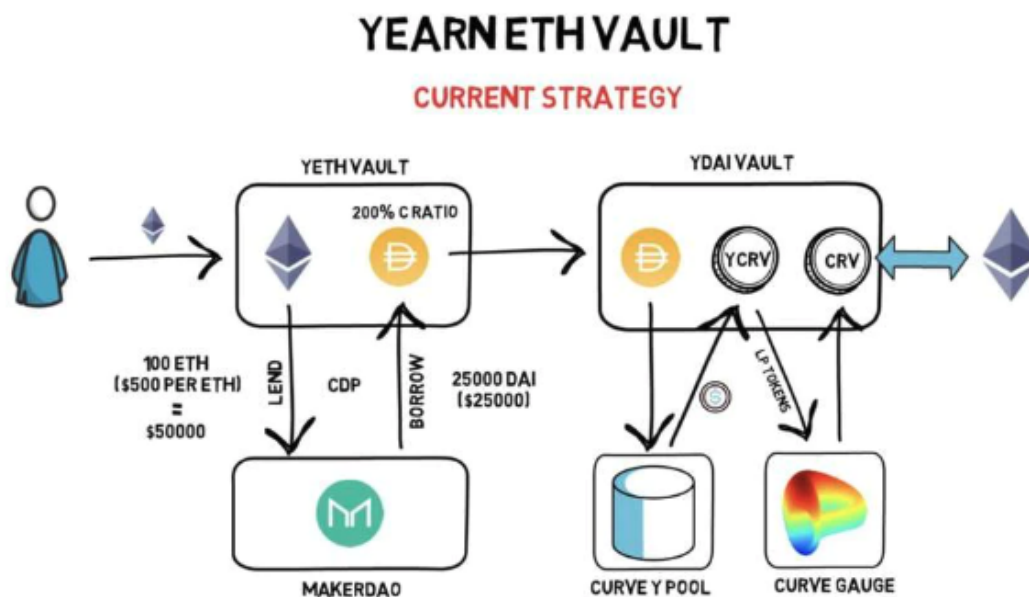 YEARN ETH VAULT
CURRENT STRATEGY
YETH VAULT
YDAI VAULT
200% C RATIO
YCRV
CRV
100 ETH
($500 PER ETH)
=
$50000
LEND
CDP
BORROW
25000 DAI
($25000)
S
LP TOKENS
MAKERDAO
CURVE Y POOL
CURVE GAUGE